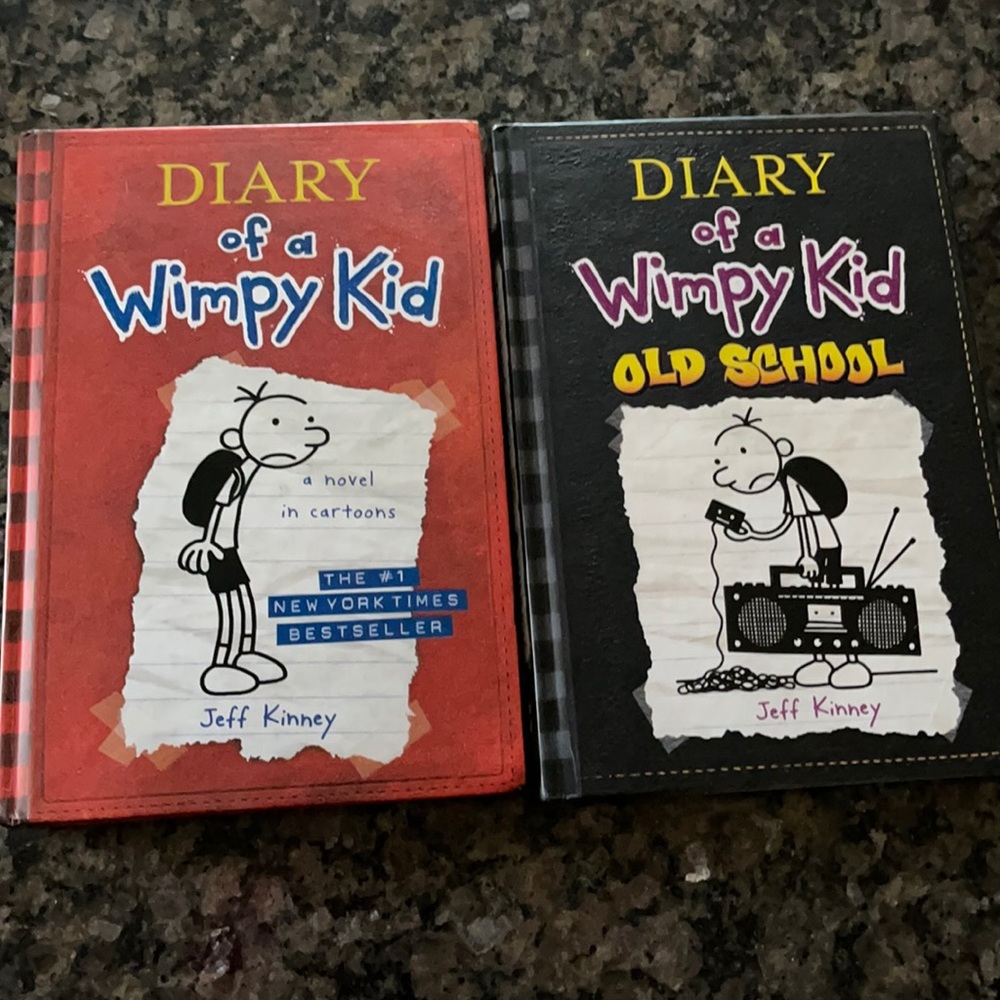 DIARY
of a
Wimpy Kid
a novel
in cartoons
THE #1
NEW YORK TIMES
BESTSELLER
Jeff Kinney
DIARY
of a
Wimpy Kid
OLD SCHOOL
Jeff Kinney